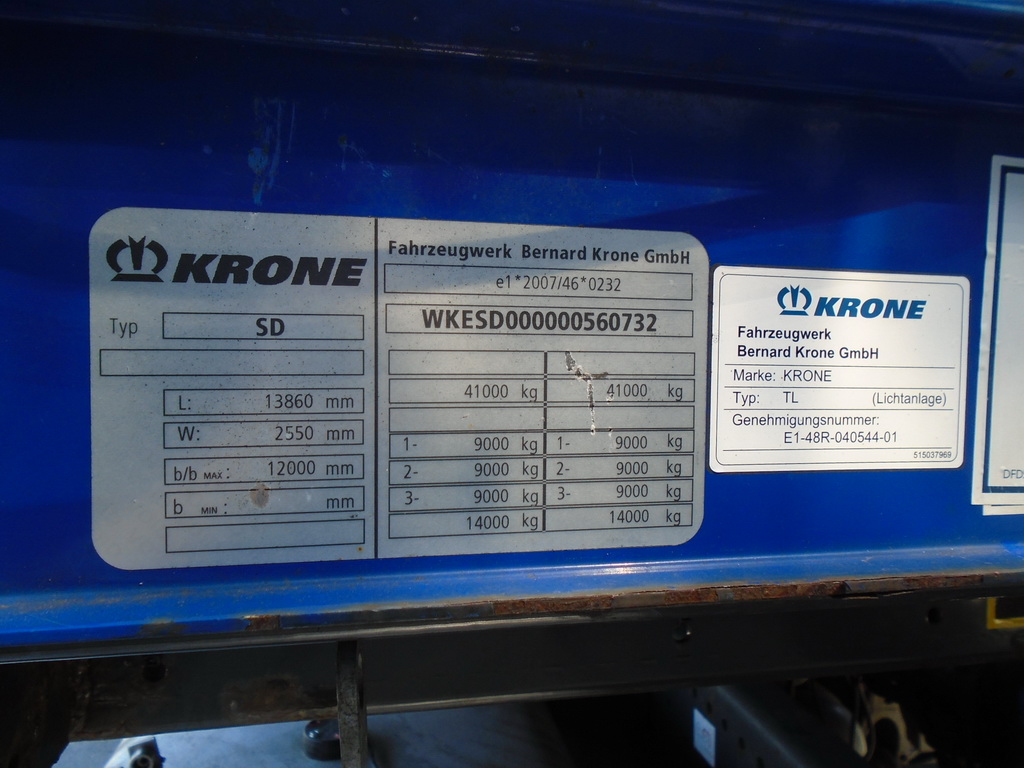 KRONE
Typ SD
L: 13860 mm
W: 2550 mm
b/b MAX: 12000 mm
b MIN: mm
Fahrzeugwerk Bernard Krone GmbH
e1*2007/46*0232
WKESD000000560732
41000 kg 41000 kg
1- 9000 kg 1- 9000 kg
2- 9000 kg 2- 9000 kg
3- 9000 kg 3- 9000 kg
14000 kg 14000 kg
KRONE
Fahrzeugwerk
Bernard Krone GmbH
Marke: KRONE
Typ: TL (Lichtanlage)
Genehmigungsnummer:
E1-48R-040544-01
515037969